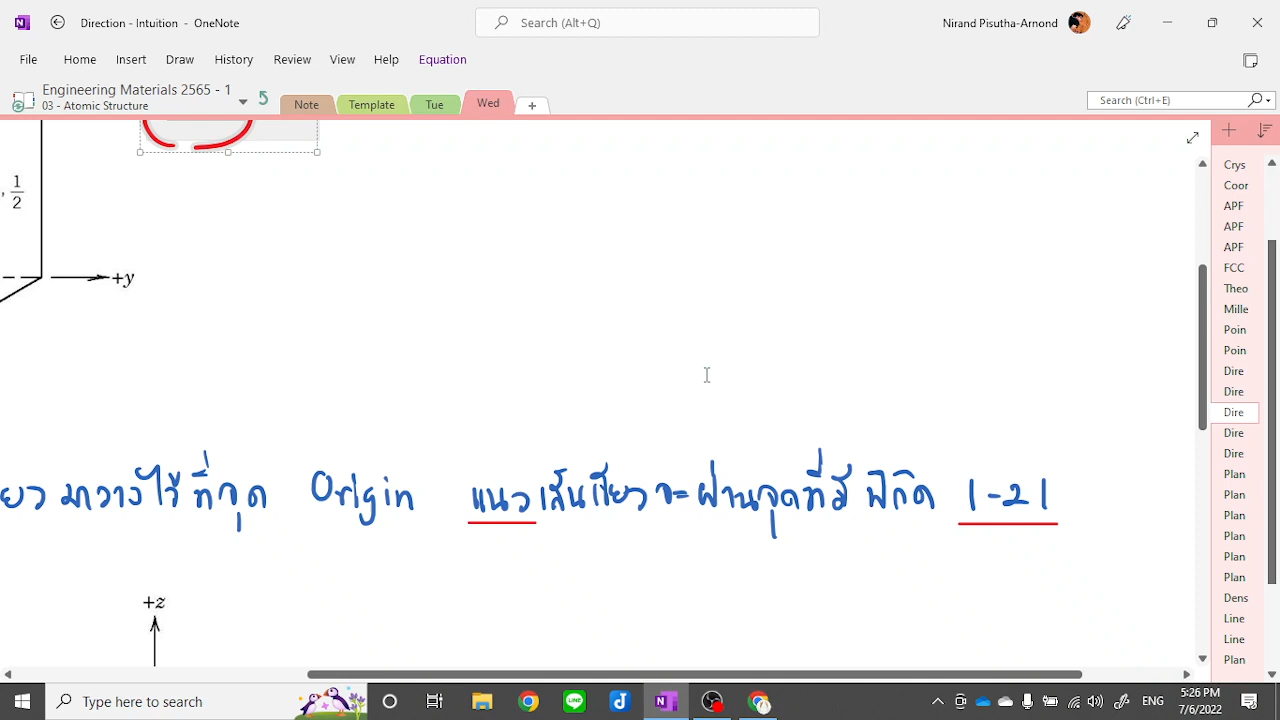 Direction - Intuition - OneNote
Search (Alt+Q)
Nirand Pisutha-Arnond
File Home Insert Draw History Review View Help Equation
Engineering Materials 2565 - 1
03 - Atomic Structure
Note Template Tue Wed +
Search (Ctrl+E)
Crys
Coor
APF
APF
APF
FCC
Theo
Mille
Poin
Poin
Dire
Dire
Dire
Dire
Dire
Plan
Plan
Plan
Plan
Plan
Plan
Dens
Line
Line
Plan
, 1/2
+y
ยว มาวางไว้ ที่จุด Origin แนวเส้นเขียวจะผ่านจุดที่มี พิกัด 1 -2 1
+z
Type here to search
ENG
5:26 PM
7/6/2022